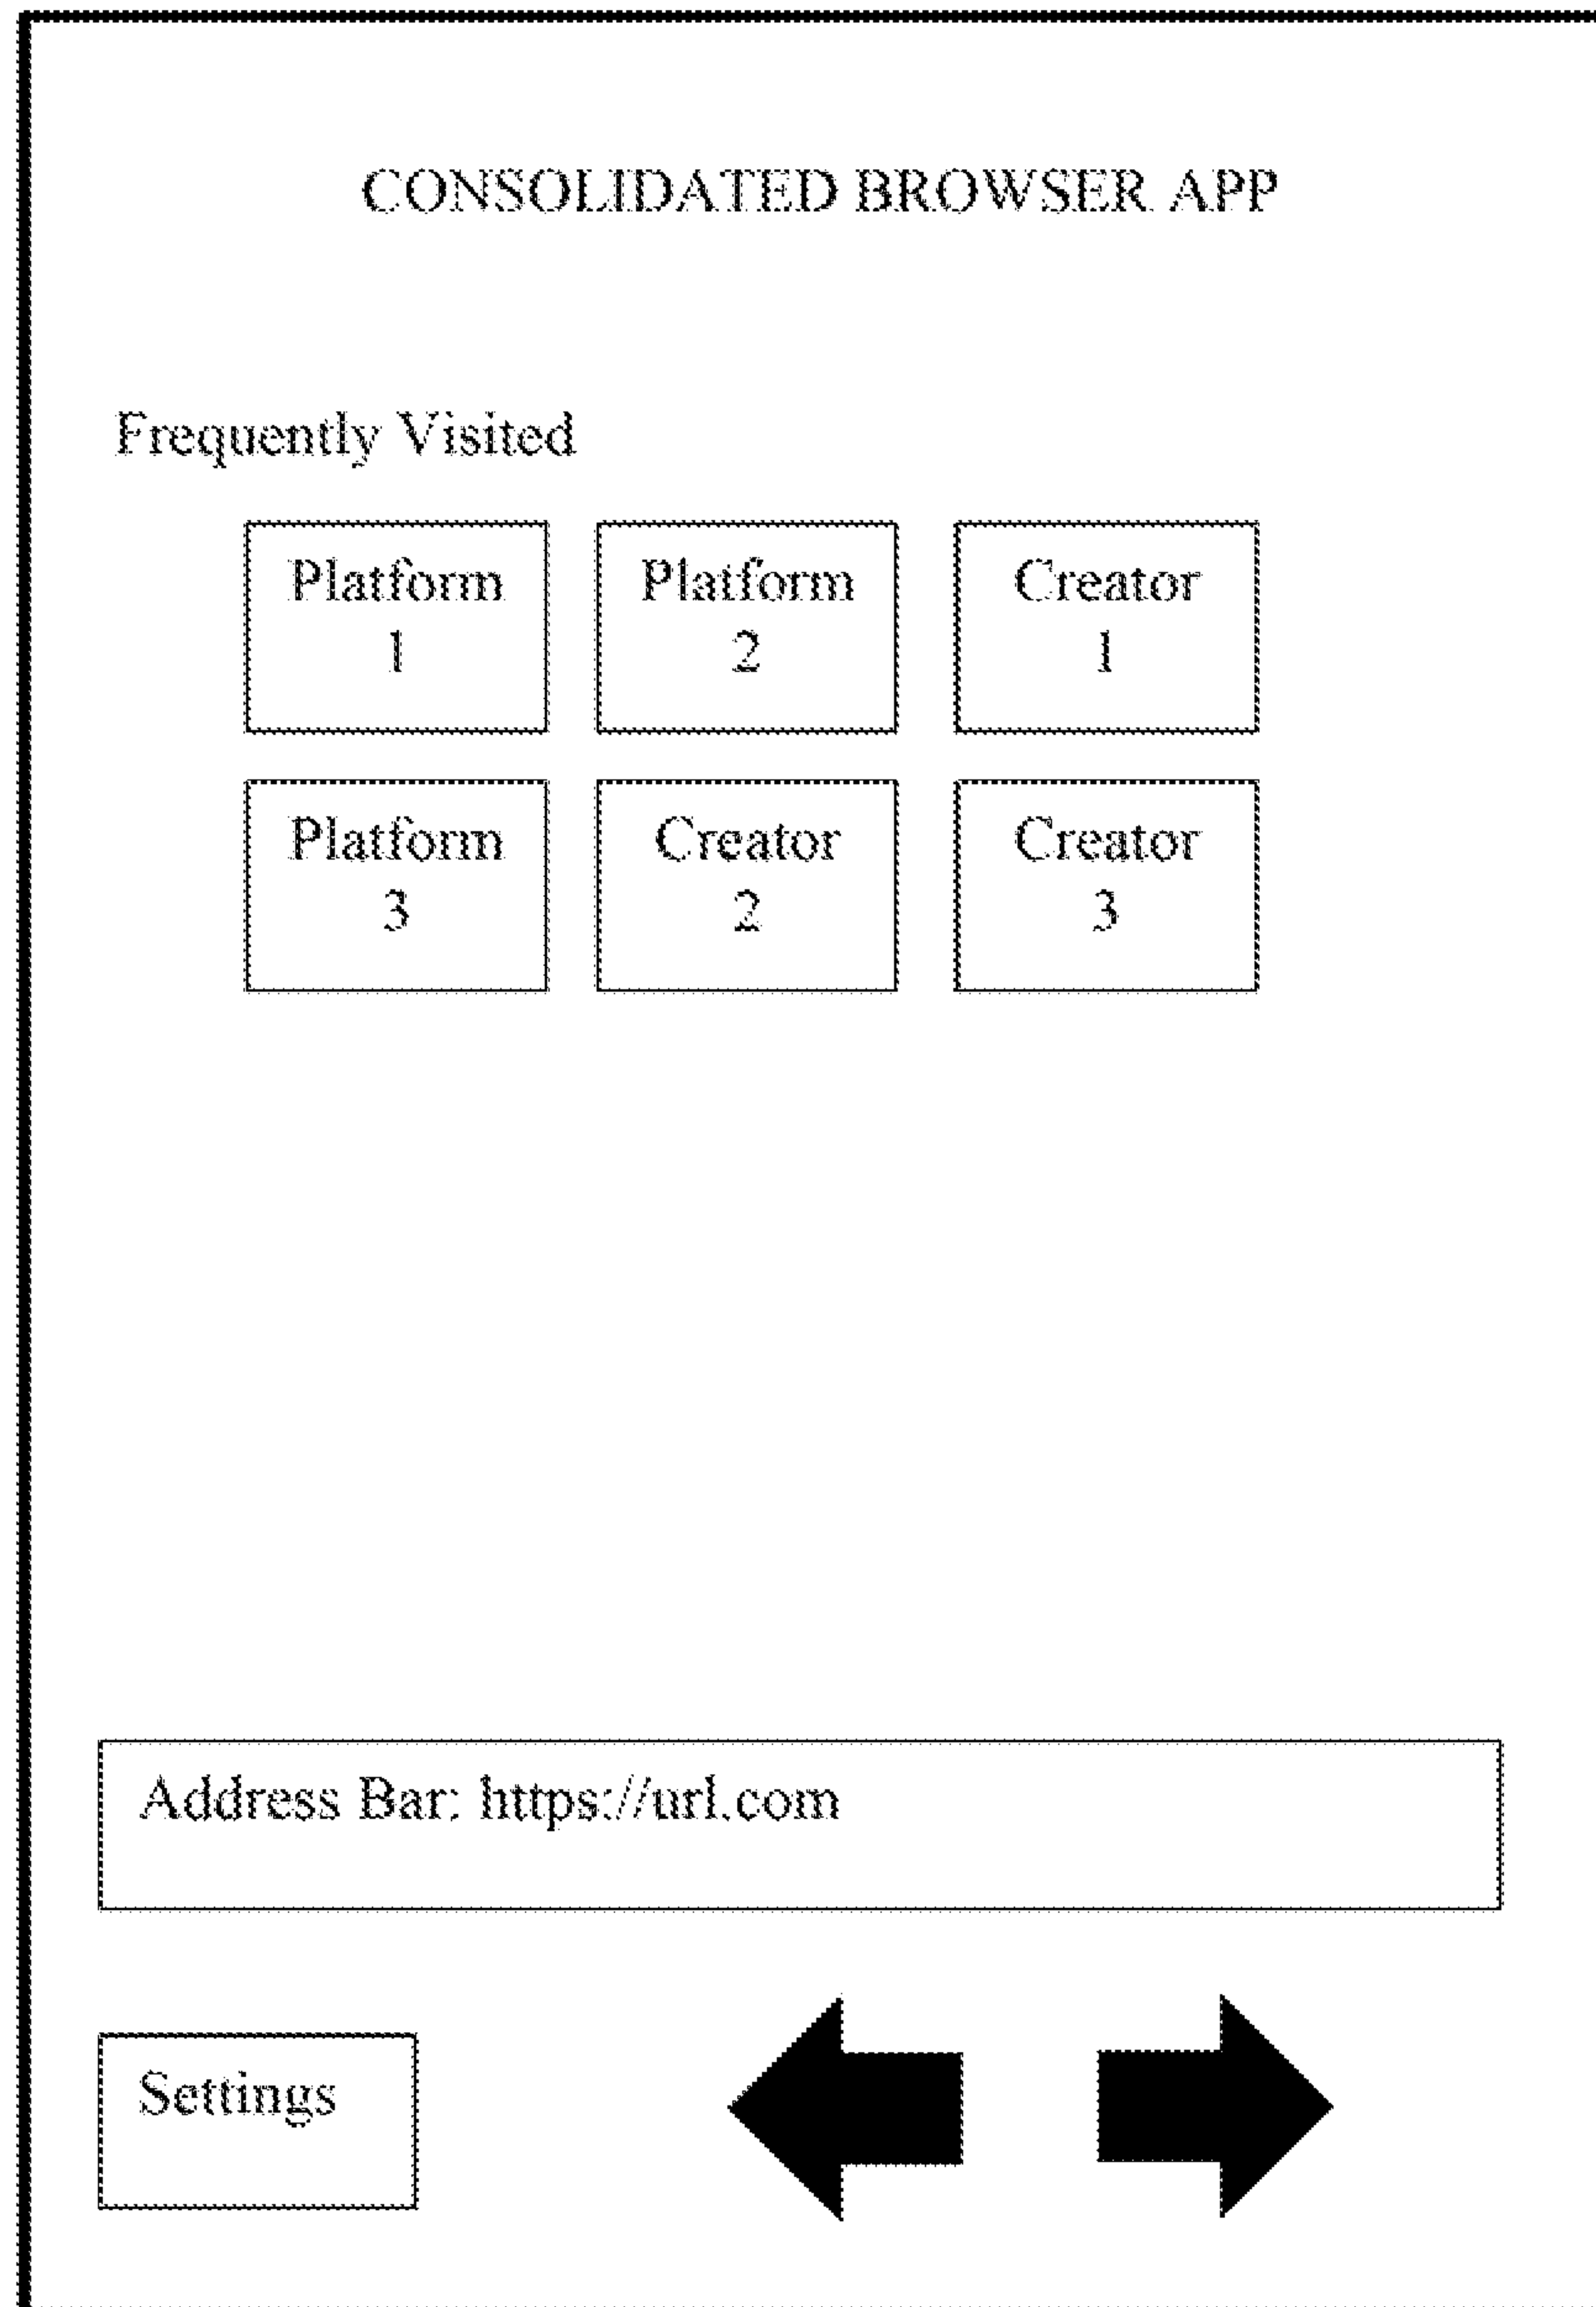 CONSOLIDATED BROWSER APP
Frequently Visited
Platform
1
Platform
2
Creator
1
Platform
3
Creator
2
Creator
3
Address Bar: https://url.com
Settings